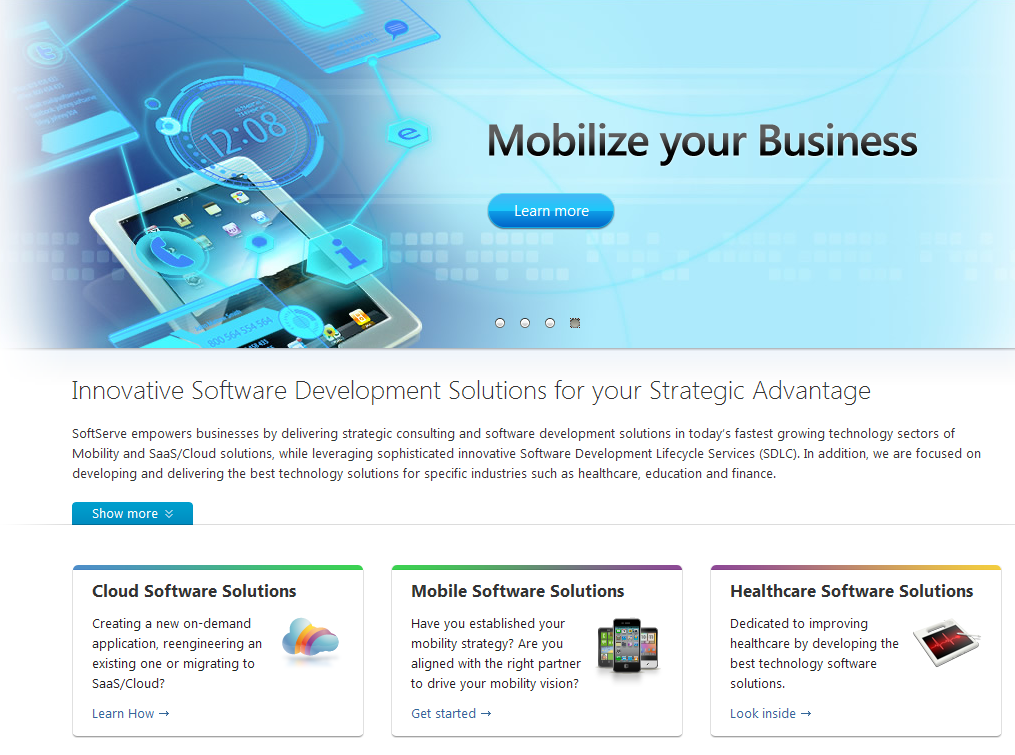 12:08
Mobilize your Business
Learn more
800 564 554 564
Innovative Software Development Solutions for your Strategic Advantage
SoftServe empowers businesses by delivering strategic consulting and software development solutions in today's fastest growing technology sectors of
Mobility and SaaS/Cloud solutions, while leveraging sophisticated innovative Software Development Lifecycle Services (SDLC). In addition, we are focused on
developing and delivering the best technology solutions for specific industries such as healthcare, education and finance.
Show more
Cloud Software Solutions
Creating a new on-demand
application, reengineering an
existing one or migrating to
SaaS/Cloud?
Learn How →
Mobile Software Solutions
Have you established your
mobility strategy? Are you
aligned with the right partner
to drive your mobility vision?
Get started →
Healthcare Software Solutions
Dedicated to improving
healthcare by developing the
best technology software
solutions.
Look inside →